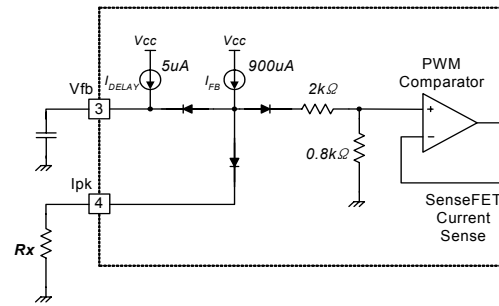 Vcc
Vcc
5uA
900uA
I_DELAY
I_FB
PWM
Comparator
Vfb
3
2kΩ
+
−
0.8kΩ
Ipk
4
SenseFET
Current
Sense
Rx